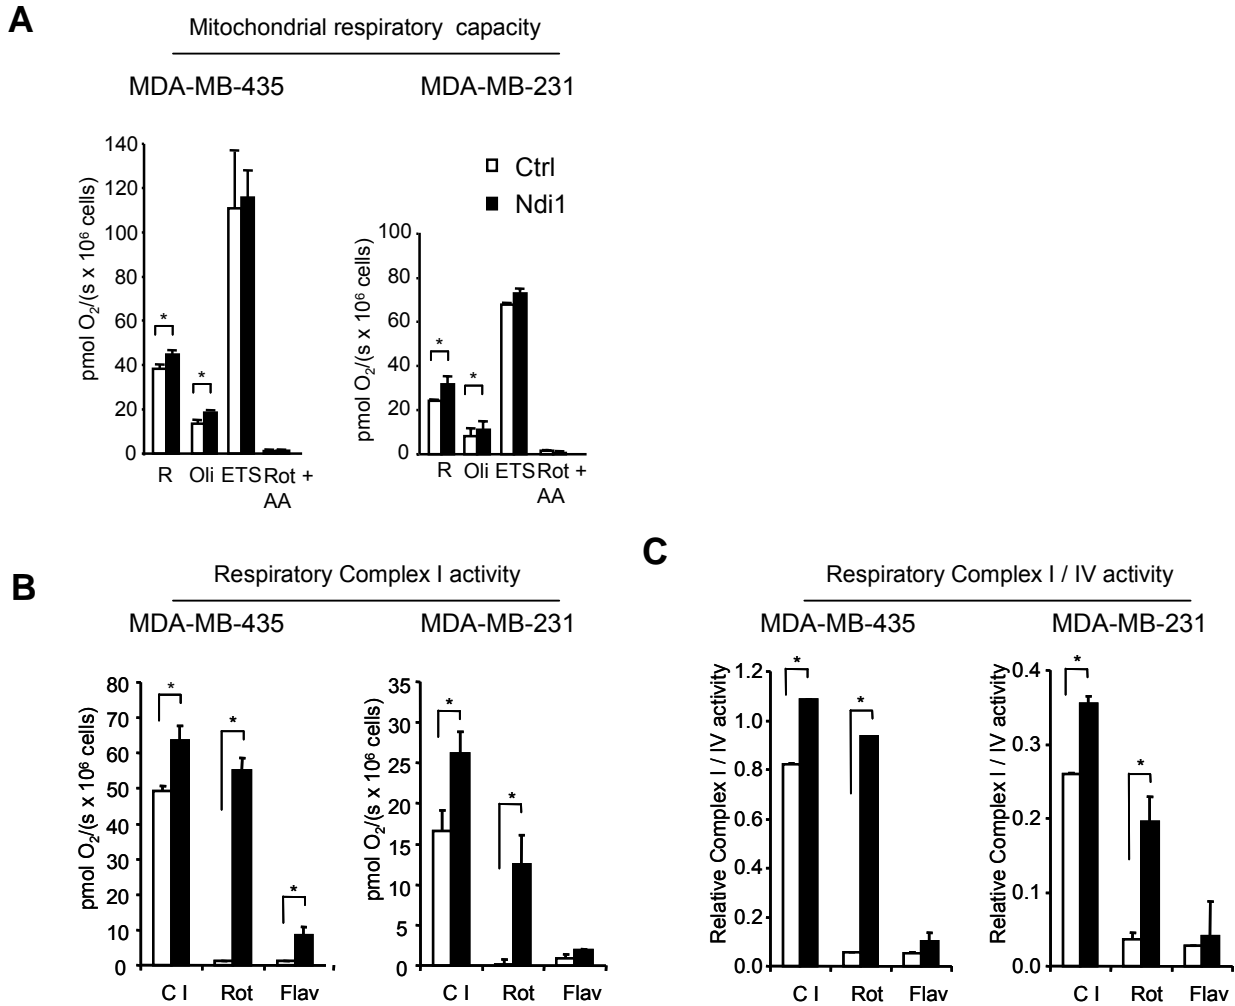 A
Mitochondrial respiratory capacity
MDA-MB-435
MDA-MB-231
pmol O2/(s x 10⁶ cells)
140
120
100
80
60
40
20
0
*
*
R Oli ETS Rot +
AA
Ctrl
Ndi1
pmol O2/(s x 10⁶ cells)
100
80
60
40
20
0
*
*
R Oli ETS Rot +
AA
B
Respiratory Complex I activity
MDA-MB-435
MDA-MB-231
pmol O2/(s x 10⁶ cells)
80
70
60
50
40
30
20
10
0
*
*
*
C I Rot Flav
pmol O2/(s x 10⁶ cells)
35
30
25
20
15
10
5
0
*
*
C I Rot Flav
C
Respiratory Complex I / IV activity
MDA-MB-435
MDA-MB-231
Relative Complex I / IV activity
1.2
1.0
0.8
0.6
0.4
0.2
0.0
*
*
C I Rot Flav
Relative Complex I / IV activity
0.4
0.3
0.2
0.1
0.0
*
*
C I Rot Flav